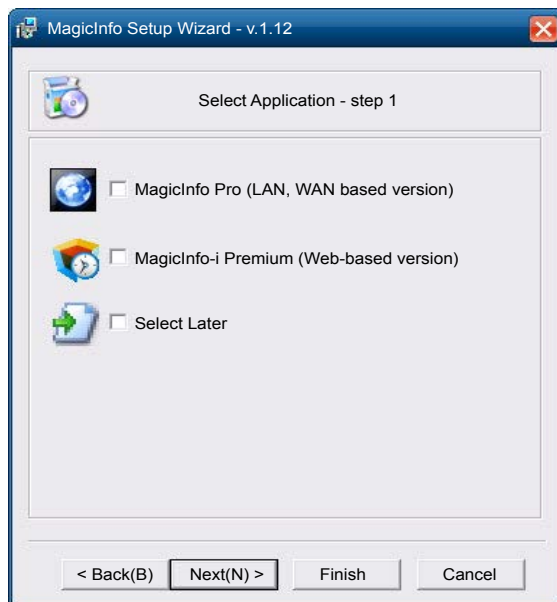 MagicInfo Setup Wizard - v.1.12
Select Application - step 1
MagicInfo Pro (LAN, WAN based version)
MagicInfo-i Premium (Web-based version)
Select Later
< Back(B) Next(N) > Finish Cancel